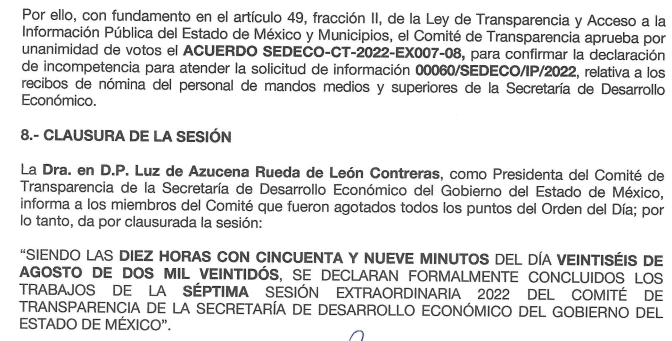 Por ello, con fundamento en el artículo 49, fracción II, de la Ley de Transparencia y Acceso a la
Información Pública del Estado de México y Municipios, el Comité de Transparencia aprueba por
unanimidad de votos el ACUERDO SEDECO-CT-2022-EX007-08, para confirmar la declaración
de incompetencia para atender la solicitud de información 00060/SEDECO/IP/2022, relativa a los
recibos de nómina del personal de mandos medios y superiores de la Secretaría de Desarrollo
Económico.
8.- CLAUSURA DE LA SESIÓN
La Dra. en D.P. Luz de Azucena Rueda de León Contreras, como Presidenta del Comité de
Transparencia de la Secretaría de Desarrollo Económico del Gobierno del Estado de México,
informa a los miembros del Comité que fueron agotados todos los puntos del Orden del Día; por
lo tanto, da por clausurada la sesión:
“SIENDO LAS DIEZ HORAS CON CINCUENTA Y NUEVE MINUTOS DEL DÍA VEINTISÉIS DE
AGOSTO DE DOS MIL VEINTIDÓS, SE DECLARAN FORMALMENTE CONCLUIDOS LOS
TRABAJOS DE LA SÉPTIMA SESIÓN EXTRAORDINARIA 2022 DEL COMITÉ DE
TRANSPARENCIA DE LA SECRETARÍA DE DESARROLLO ECONÓMICO DEL GOBIERNO DEL
ESTADO DE MÉXICO”.